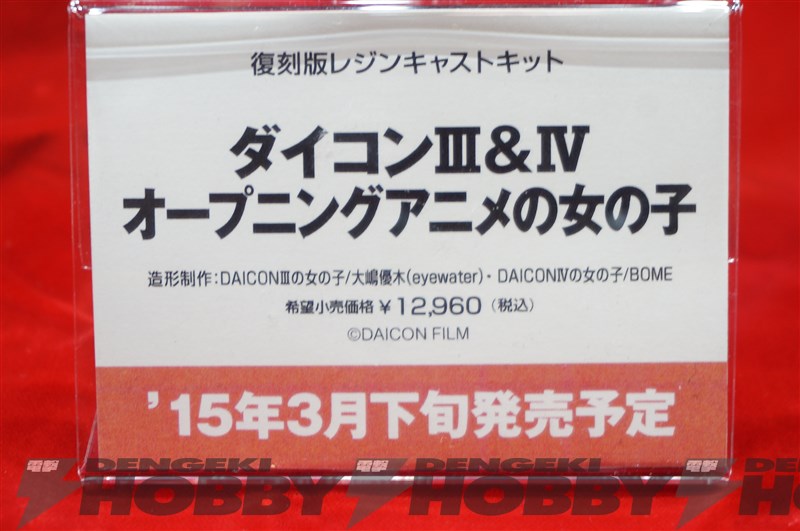 復刻版レジンキャストキット
ダイコンⅢ&Ⅳ
オープニングアニメの女の子
造形制作:DAICONⅢの女の子/大嶋優木(eyewater)・DAICONⅣの女の子/BOME
希望小売価格¥12,960(税込)
©DAICON FILM
'15年3月下旬発売予定
電撃 DENGEKI HOBBY 電撃 DENGEKI HOBBY 電撃 DENGEKI HOBBY